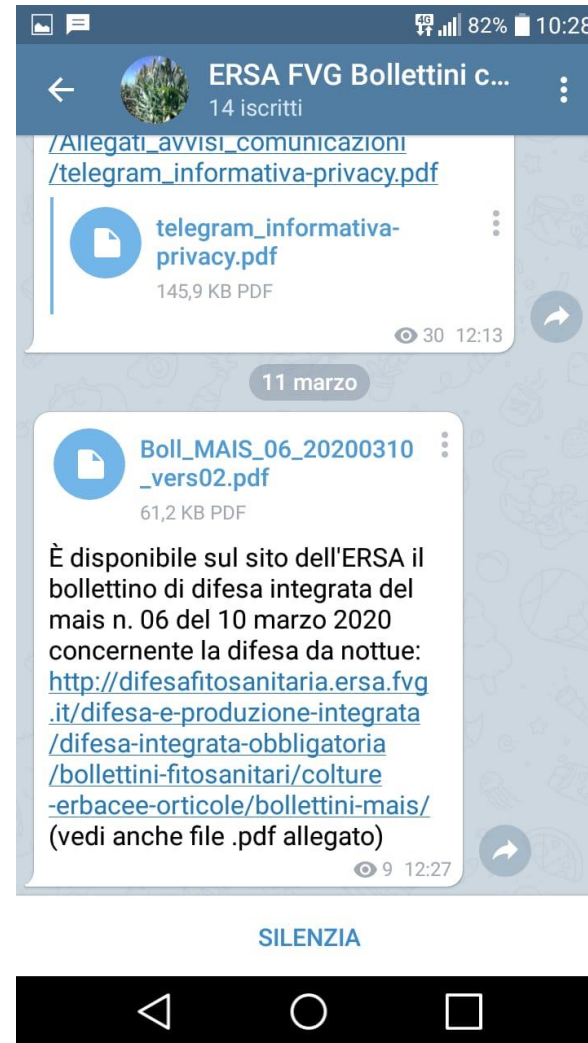 4G 82% 10:28
ERSA FVG Bollettini c...
14 iscritti
/Allegati_avvisi_comunicazioni
/telegram_informativa-privacy.pdf
telegram_informativa-
privacy.pdf
145,9 KB PDF
30 12:13
11 marzo
Boll_MAIS_06_20200310
_vers02.pdf
61,2 KB PDF
È disponibile sul sito dell'ERSA il
bollettino di difesa integrata del
mais n. 06 del 10 marzo 2020
concernente la difesa da nottue:
http://difesafitosanitaria.ersa.fvg
.it/difesa-e-produzione-integrata
/difesa-integrata-obbligatoria
/bollettini-fitosanitari/colture
-erbacee-orticole/bollettini-mais/
(vedi anche file .pdf allegato)
9 12:27
SILENZIA